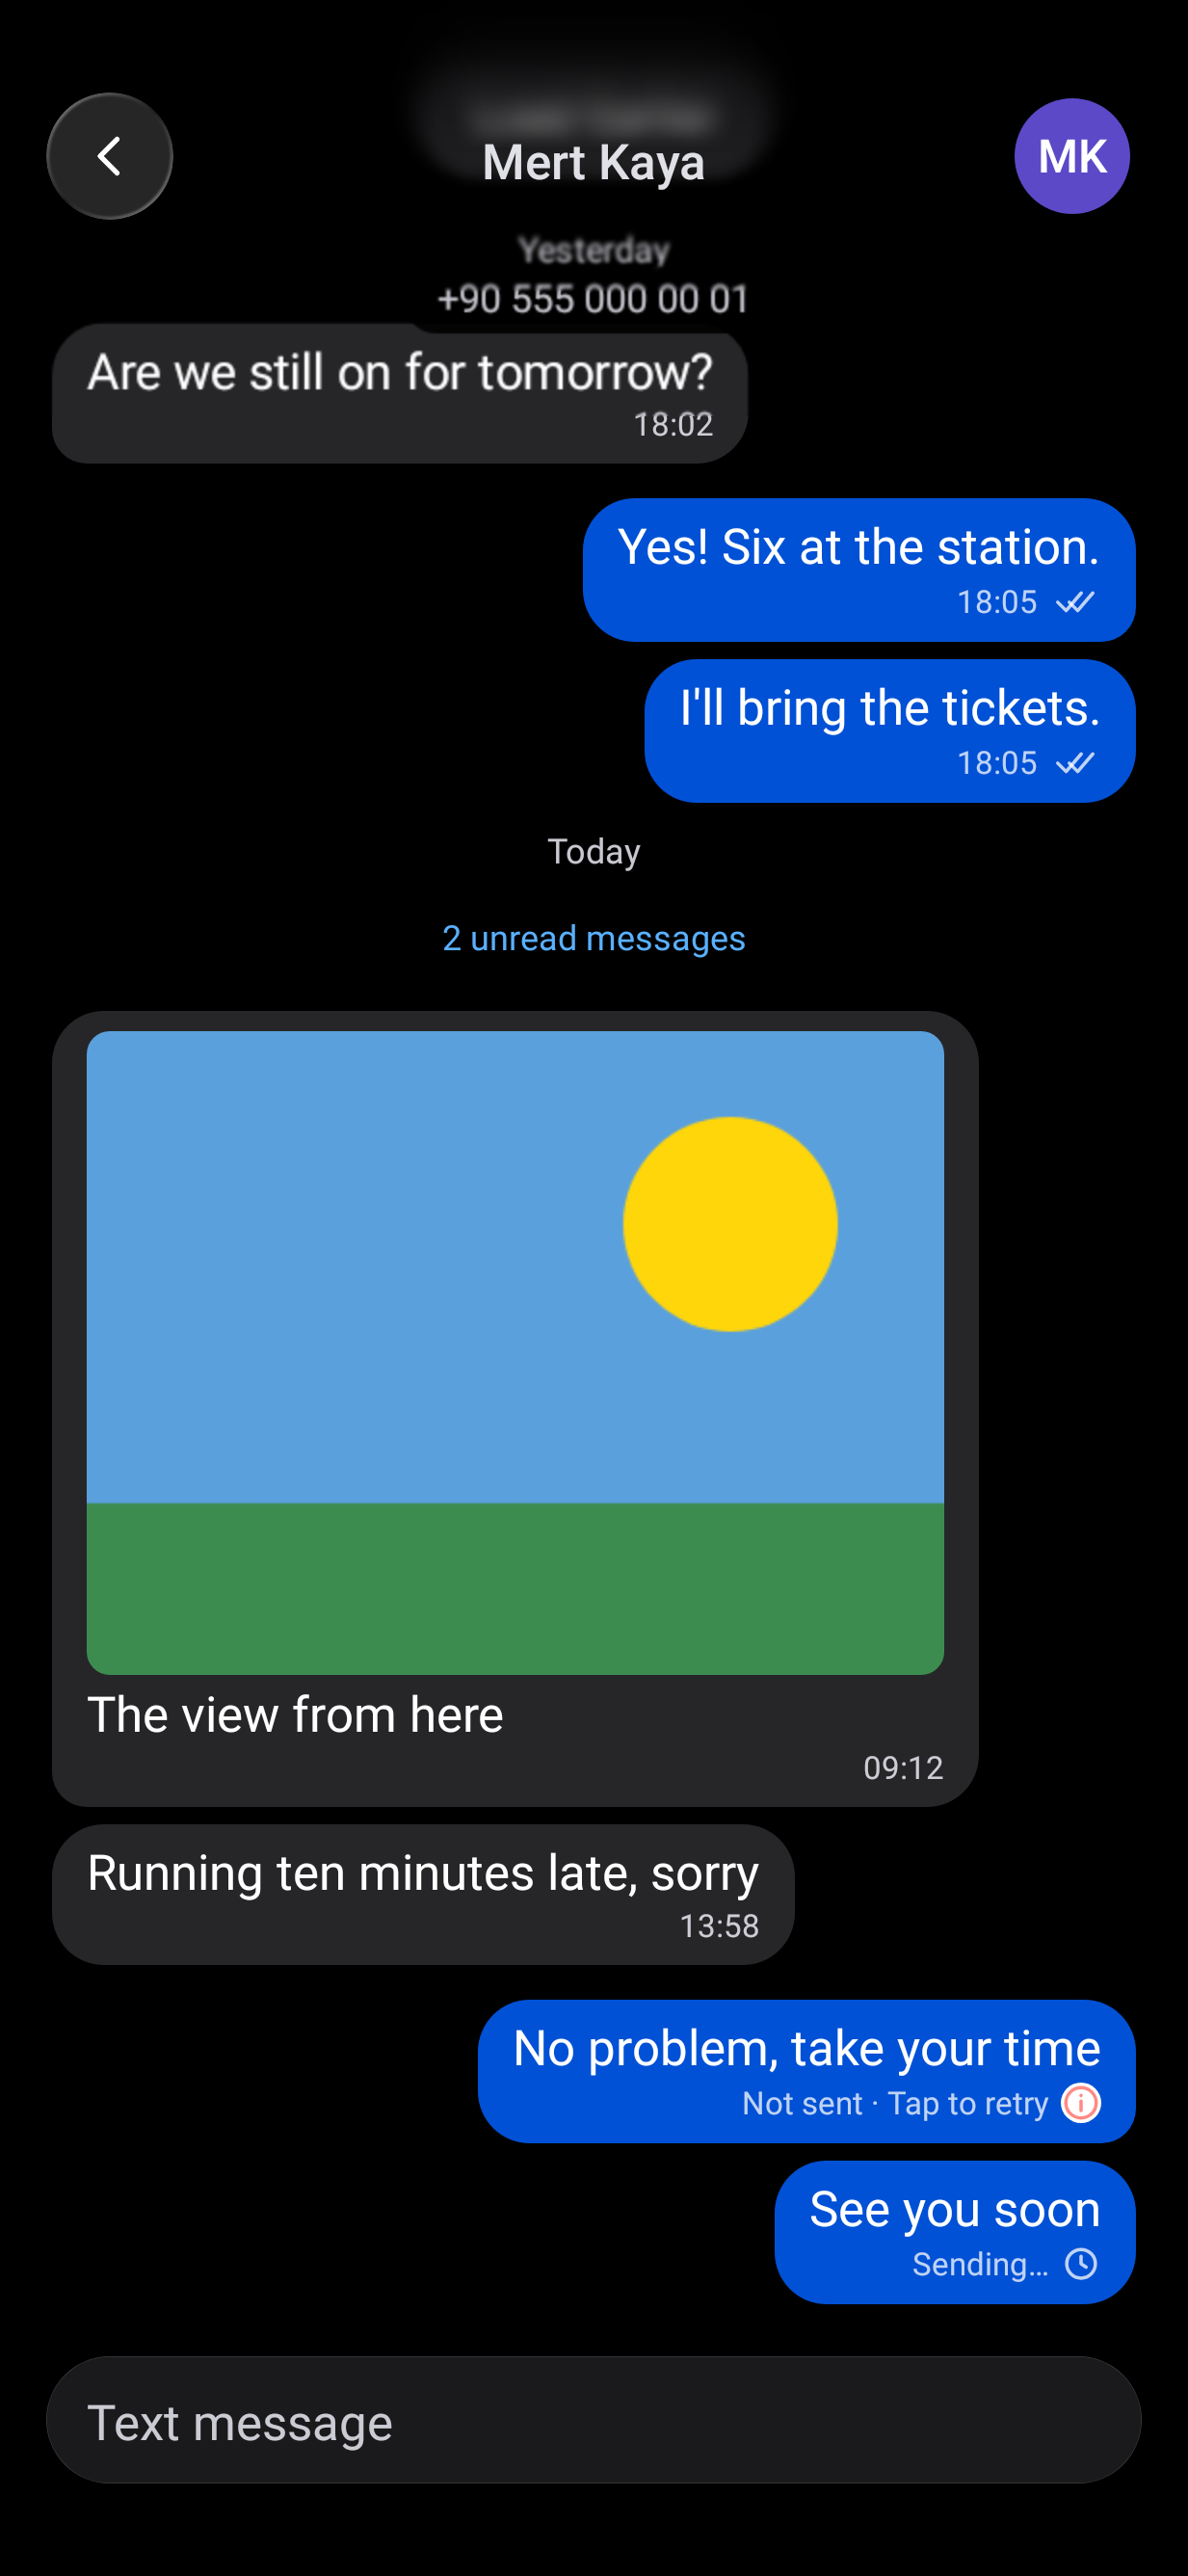 Mert Kaya
MK
Yesterday
+90 555 000 00 01
Are we still on for tomorrow?
18:02
Yes! Six at the station.
18:05
I'll bring the tickets.
18:05
Today
2 unread messages
The view from here
09:12
Running ten minutes late, sorry
13:58
No problem, take your time
Not sent · Tap to retry
See you soon
Sending…
Text message